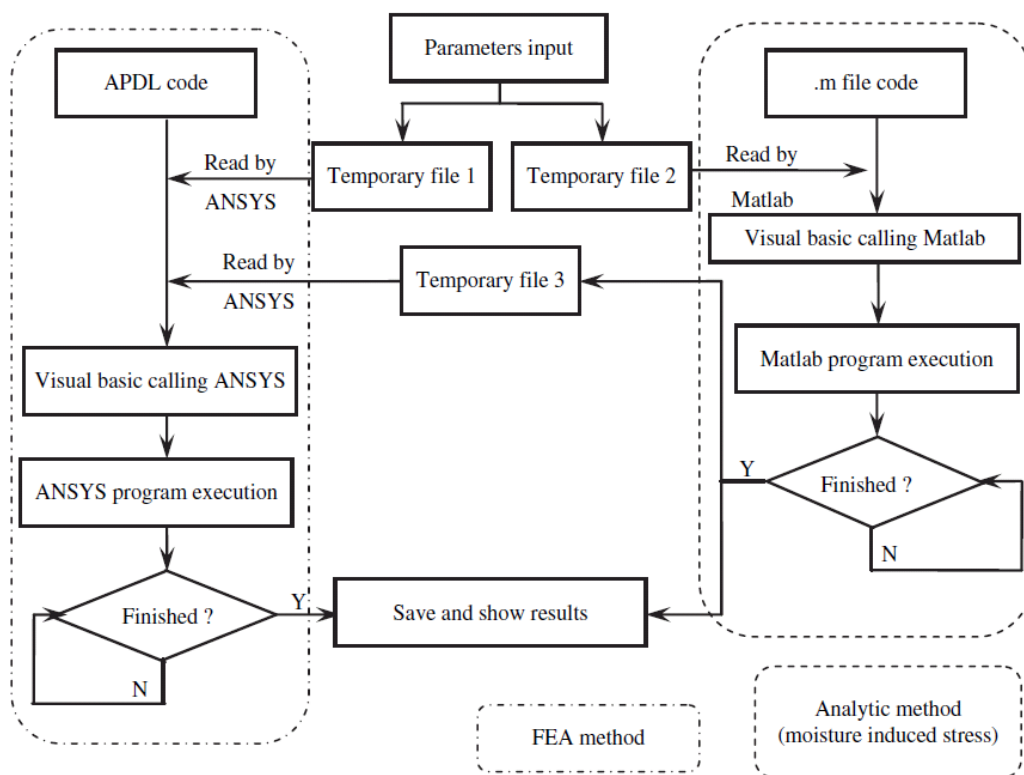 Parameters input
APDL code
.m file code
Read by
ANSYS
Temporary file 1
Temporary file 2
Read by
Matlab
Visual basic calling Matlab
Read by
ANSYS
Temporary file 3
Visual basic calling ANSYS
Matlab program execution
ANSYS program execution
Y
Finished ?
N
Finished ?
Y
N
Save and show results
FEA method
Analytic method
(moisture induced stress)